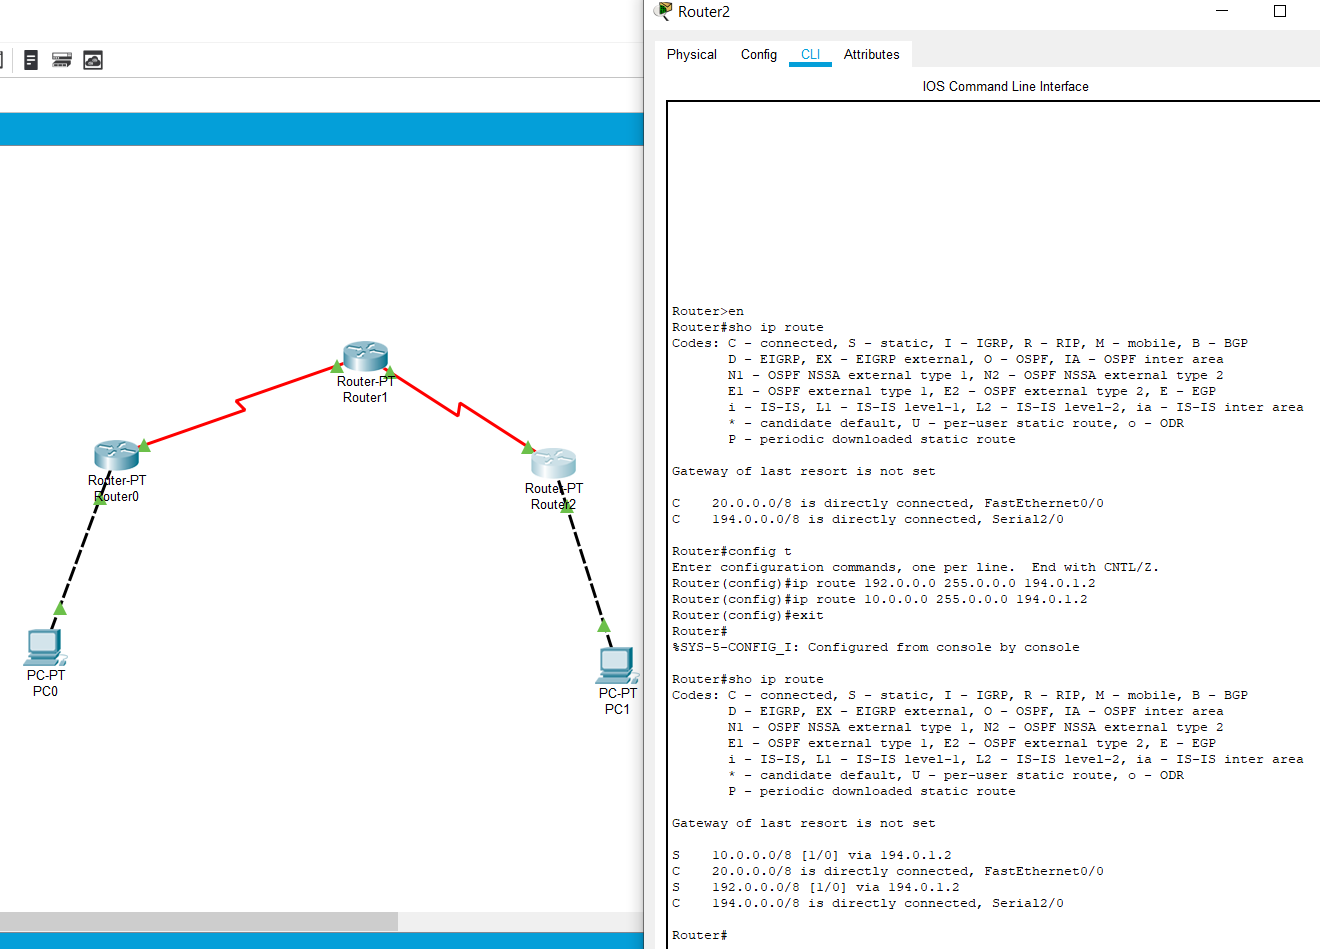 Router2
Physical Config CLI Attributes
IOS Command Line Interface
Router>en
Router#sho ip route
Codes: C - connected, S - static, I - IGRP, R - RIP, M - mobile, B - BGP
D - EIGRP, EX - EIGRP external, O - OSPF, IA - OSPF inter area
N1 - OSPF NSSA external type 1, N2 - OSPF NSSA external type 2
E1 - OSPF external type 1, E2 - OSPF external type 2, E - EGP
i - IS-IS, L1 - IS-IS level-1, L2 - IS-IS level-2, ia - IS-IS inter area
* - candidate default, U - per-user static route, o - ODR
P - periodic downloaded static route
Gateway of last resort is not set
C 20.0.0.0/8 is directly connected, FastEthernet0/0
C 194.0.0.0/8 is directly connected, Serial2/0
Router#config t
Enter configuration commands, one per line. End with CNTL/Z.
Router(config)#ip route 192.0.0.0 255.0.0.0 194.0.1.2
Router(config)#ip route 10.0.0.0 255.0.0.0 194.0.1.2
Router(config)#exit
Router#
%SYS-5-CONFIG_I: Configured from console by console
Router#sho ip route
Codes: C - connected, S - static, I - IGRP, R - RIP, M - mobile, B - BGP
D - EIGRP, EX - EIGRP external, O - OSPF, IA - OSPF inter area
N1 - OSPF NSSA external type 1, N2 - OSPF NSSA external type 2
E1 - OSPF external type 1, E2 - OSPF external type 2, E - EGP
i - IS-IS, L1 - IS-IS level-1, L2 - IS-IS level-2, ia - IS-IS inter area
* - candidate default, U - per-user static route, o - ODR
P - periodic downloaded static route
Gateway of last resort is not set
S 10.0.0.0/8 [1/0] via 194.0.1.2
C 20.0.0.0/8 is directly connected, FastEthernet0/0
S 192.0.0.0/8 [1/0] via 194.0.1.2
C 194.0.0.0/8 is directly connected, Serial2/0
Router#
Router-PT
Router1
Router-PT
Router0
Router-PT
Router2
PC-PT
PC0
PC-PT
PC1